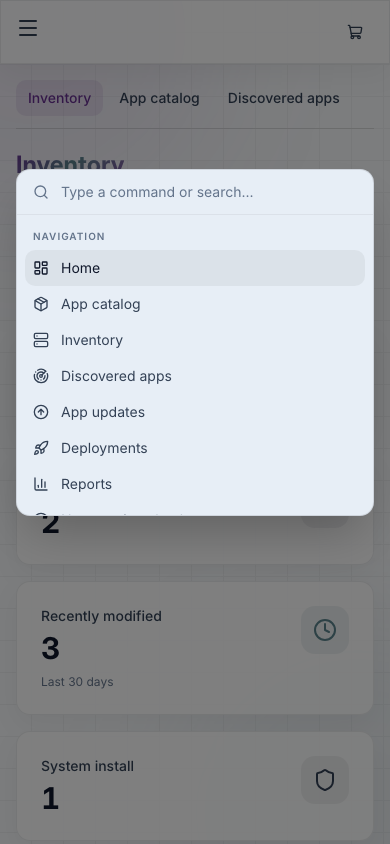 Inventory
App catalog
Discovered apps
Inventory
Type a command or search...
NAVIGATION
Home
App catalog
Inventory
Discovered apps
App updates
Deployments
Reports
2
Recently modified
3
Last 30 days
System install
1